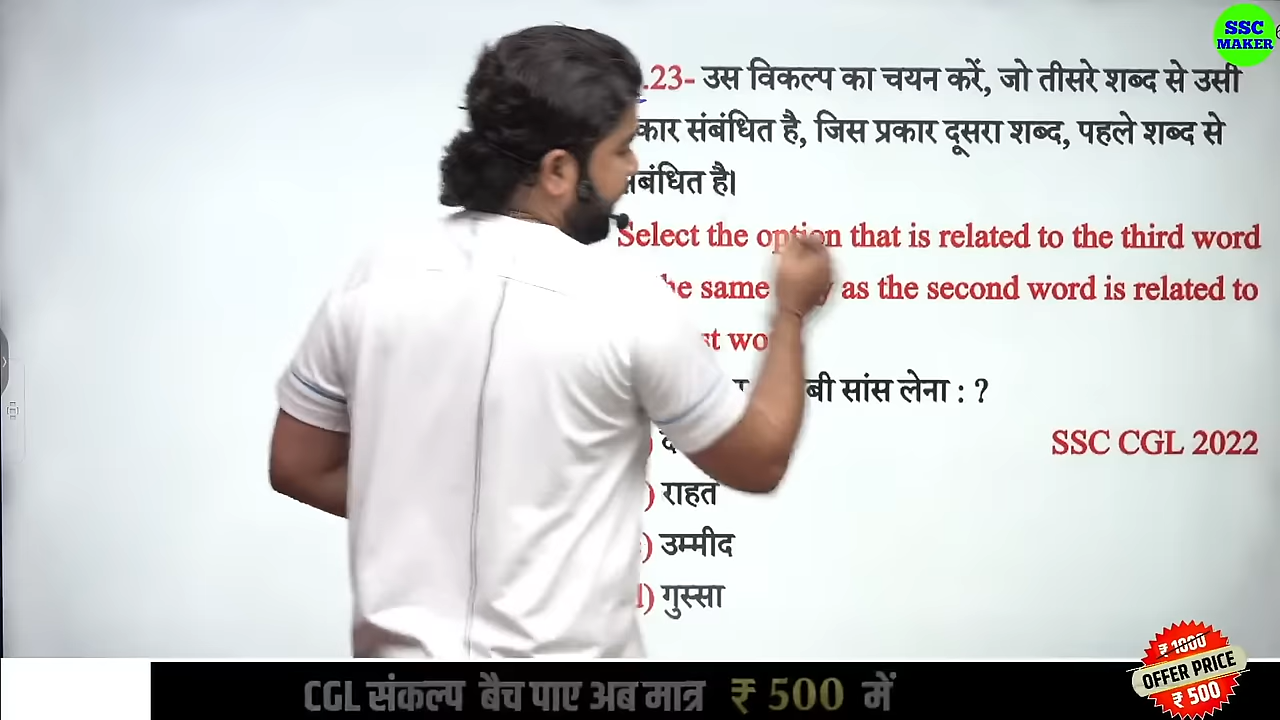 SSC
MAKER
.23- उस विकल्प का चयन करें, जो तीसरे शब्द से उसी
कार संबंधित है, जिस प्रकार दूसरा शब्द, पहले शब्द से
बंधित है।
Select the option that is related to the third word
he same as the second word is related to
st wo
बी सांस लेना : ?
SSC CGL 2022
) राहत
) उम्मीद
d) गुस्सा
₹ 1000
OFFER PRICE
₹ 500
CGL संकल्प बैच पाए अब मात्र ₹ 500 में